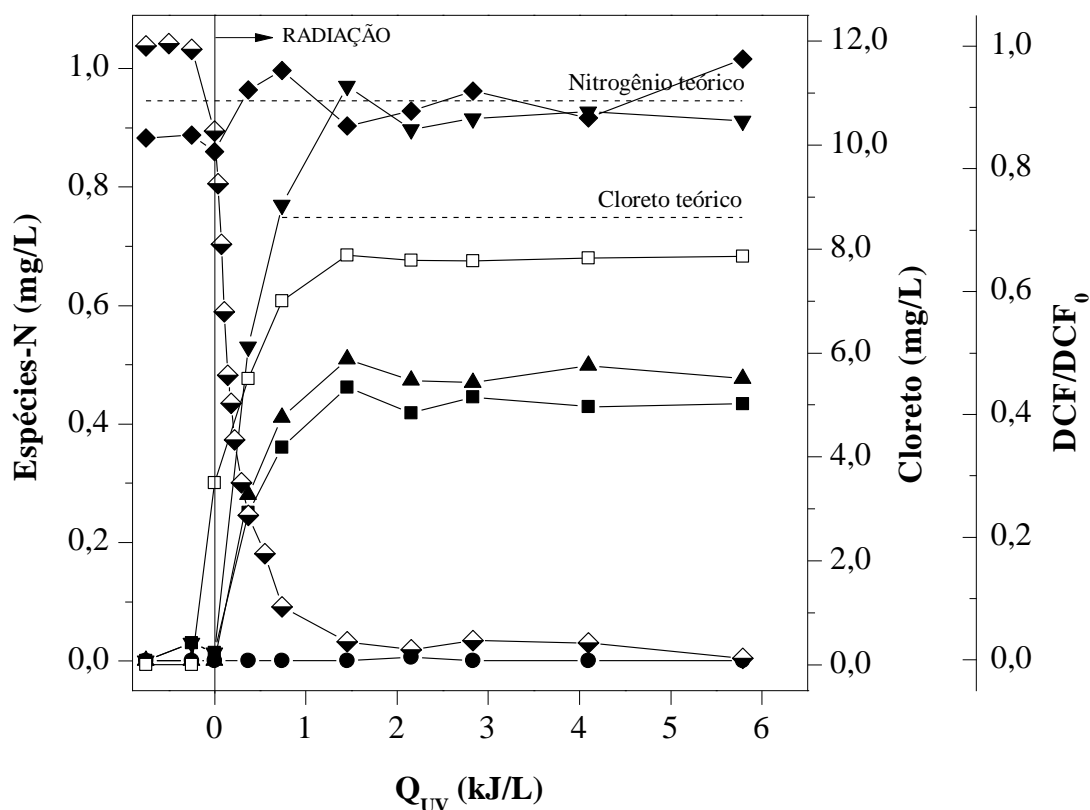 RADIAÇÃO
Nitrogênio teórico
Cloreto teórico
Espécies-N (mg/L)
1,0
0,8
0,6
0,4
0,2
0,0
12,0
10,0
8,0
6,0
4,0
2,0
0,0
Cloreto (mg/L)
1,0
0,8
0,6
0,4
0,2
0,0
DCF/DCF0
0 1 2 3 4 5 6
QUV (kJ/L)